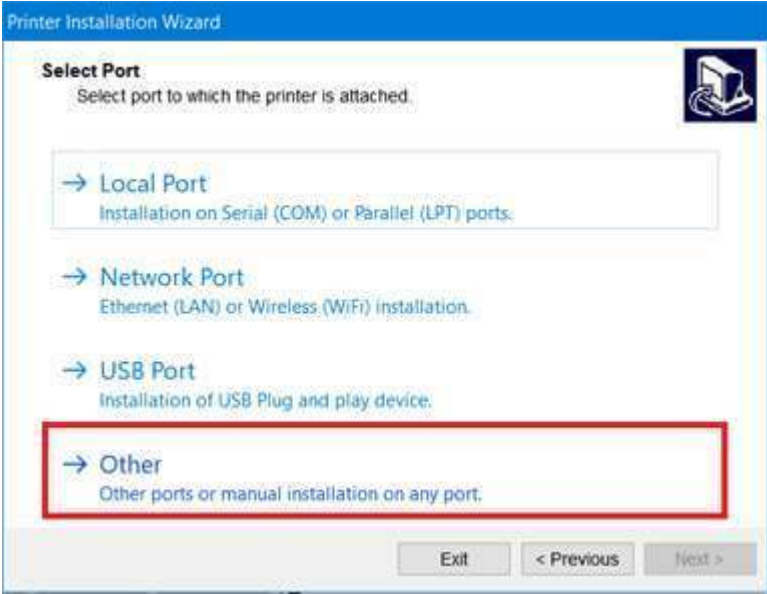 Printer Installation Wizard
Select Port
Select port to which the printer is attached.
→ Local Port
Installation on Serial (COM) or Parallel (LPT) ports.
→ Network Port
Ethernet (LAN) or Wireless (WiFi) installation.
→ USB Port
Installation of USB Plug and play device.
→ Other
Other ports or manual installation on any port.
Exit
< Previous
Next >